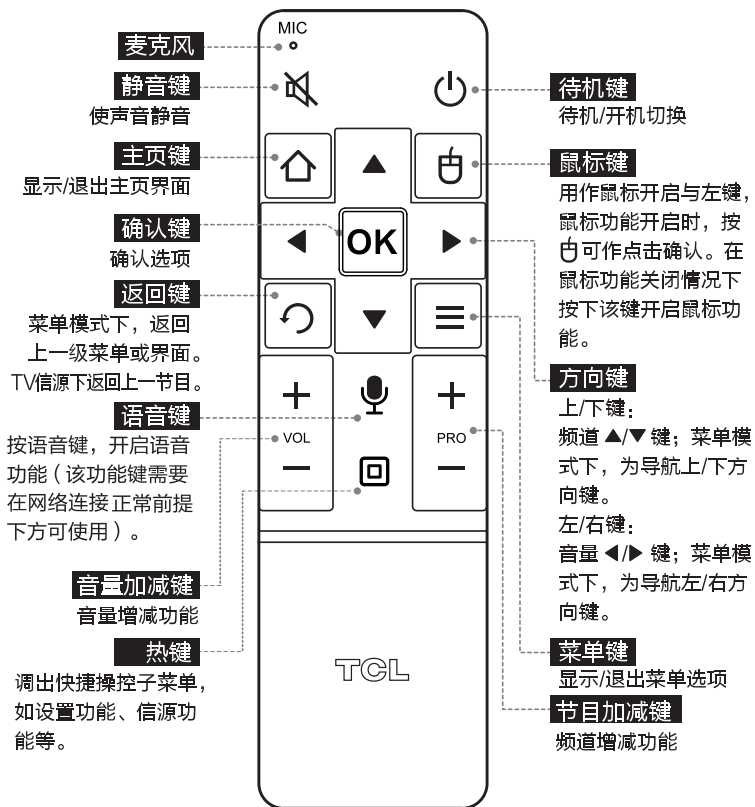 麦克风
静音键
使声音静音
主页键
显示/退出主页界面
确认键
确认选项
返回键
菜单模式下，返回
上一级菜单或界面。
TV信源下返回上一节目。
语音键
按语音键，开启语音
功能（该功能键需要
在网络连接正常前提
下方可使用）。
音量加减键
音量增减功能
热键
调出快捷操控子菜单，
如设置功能、信源功
能等。
MIC
OK
+
VOL
−
+
PRO
−
TCL
待机键
待机/开机切换
鼠标键
用作鼠标开启与左键，
鼠标功能开启时，按
可作点击确认。在
鼠标功能关闭情况下
按下该键开启鼠标功
能。
方向键
上/下键：
频道 ▲/▼ 键；菜单模
式下，为导航上/下方
向键。
左/右键：
音量 ◀/▶ 键；菜单模
式下，为导航左/右方
向键。
菜单键
显示/退出菜单选项
节目加减键
频道增减功能